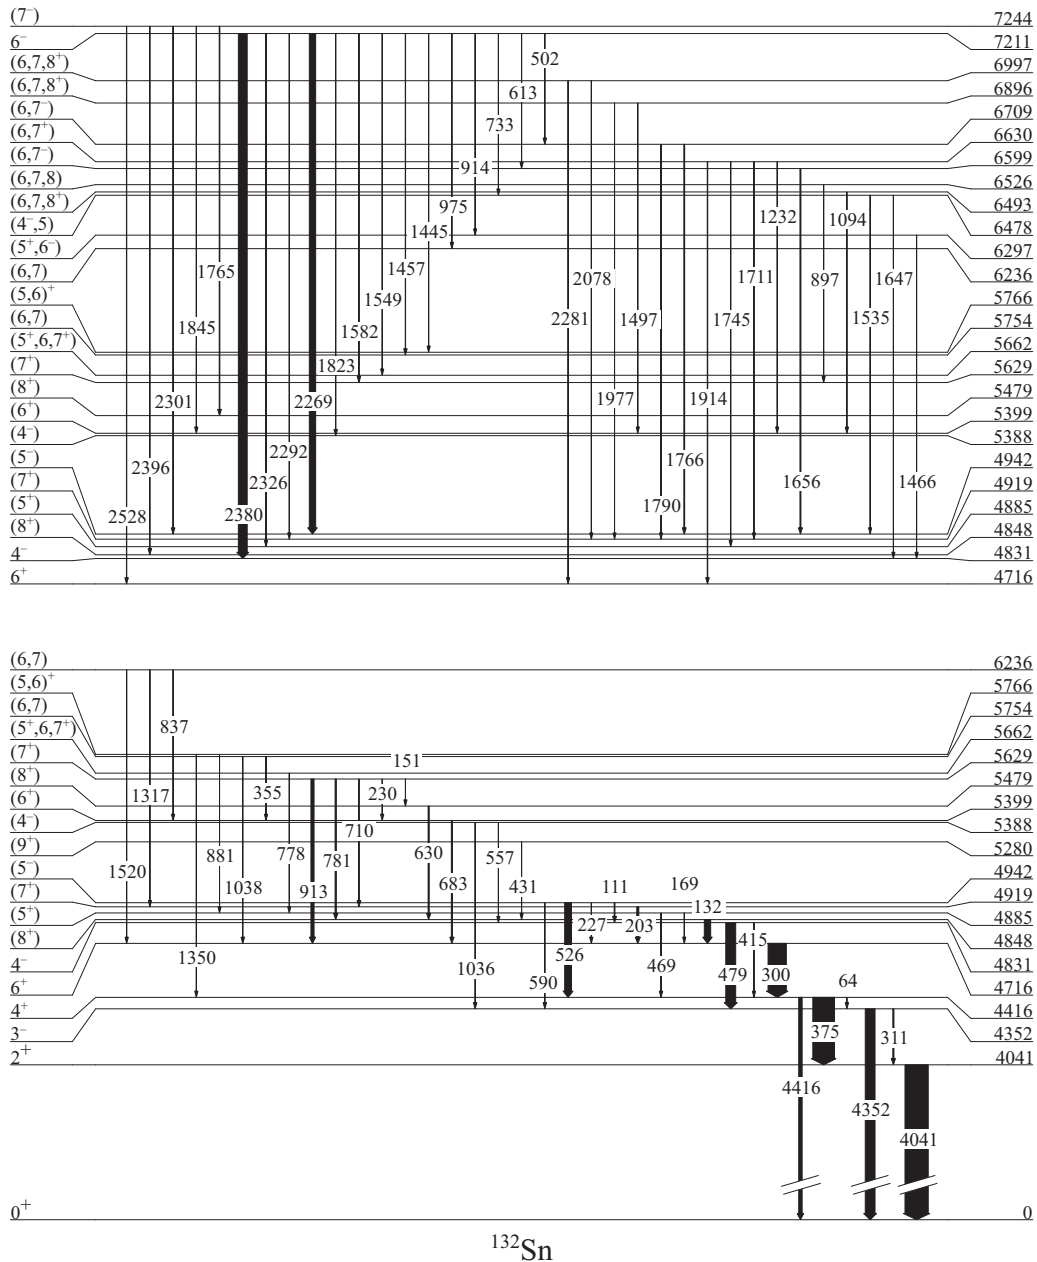 (7⁻) 7244
6⁻ 7211
502
(6,7,8⁺) 6997
(6,7,8⁺) 613 6896
(6,7⁻) 733 6709
(6,7⁺) 6630
(6,7⁻) 914 6599
(6,7,8) 6526
(6,7,8⁺) 975 1232 1094 6493
(4⁻,5) 1445 6478
(5⁺,6⁻) 6297
(6,7) 1765 1457 2078 1711 897 1647 6236
(5,6)⁺ 1549 5766
(6,7) 1845 1582 2281 1497 1745 1535 5754
(5⁺,6,7⁺) 5662
(7⁺) 1823 5629
(8⁺) 5479
(6⁺) 2301 2269 1977 1914 5399
(4⁻) 5388
(5⁻) 2396 2326 2292 1766 1656 1466 4942
(7⁺) 4919
(5⁺) 2528 2380 1790 4885
(8⁺) 4848
4⁻ 4831
6⁺ 4716
(6,7) 6236
(5,6)⁺ 5766
(6,7) 5754
(5⁺,6,7⁺) 837 5662
(7⁺) 151 5629
(8⁺) 1317 355 230 5479
(6⁺) 5399
(4⁻) 710 630 557 5388
(9⁺) 1520 881 1038 778 781 5280
(5⁻) 913 683 431 4942
(7⁺) 111 169 4919
(5⁺) 132 4885
(8⁺) 227 203 415 4848
4⁻ 1350 526 469 4831
6⁺ 1036 590 479 300 64 4716
4⁺ 4416
3⁻ 375 311 4352
2⁺ 4041
4416
4352
4041
0⁺ 0
¹³²Sn